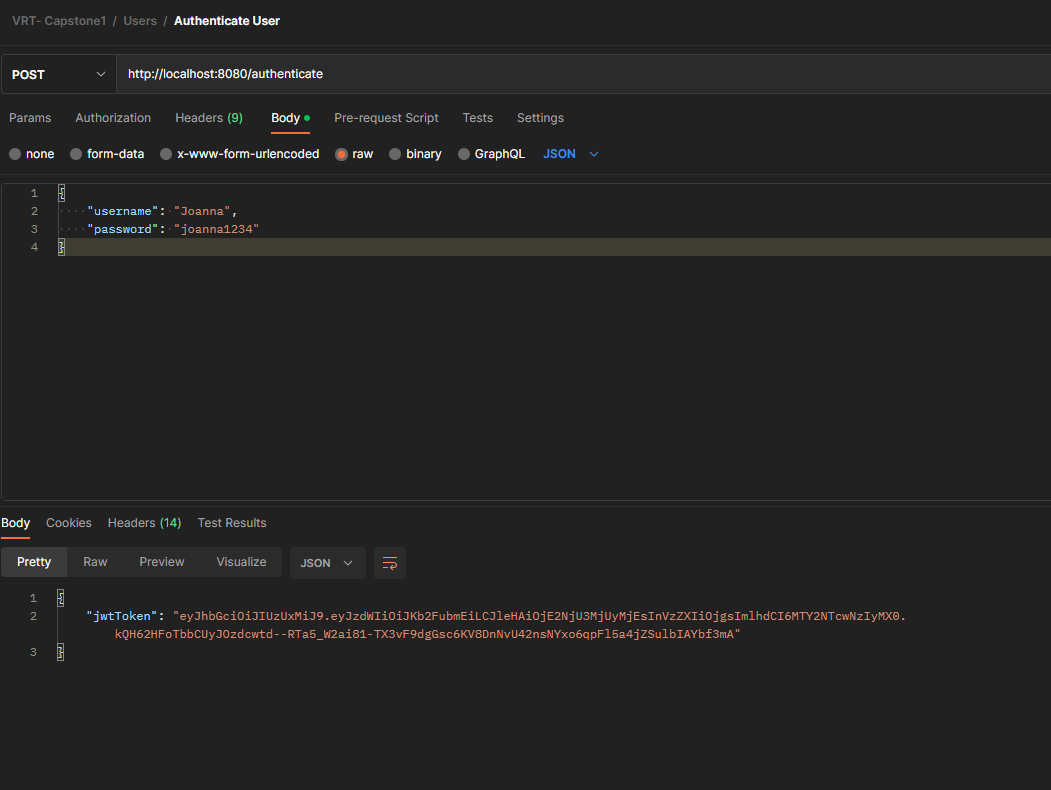 VRT- Capstone1 / Users / Authenticate User
POST http://localhost:8080/authenticate
Params Authorization Headers (9) Body Pre-request Script Tests Settings
none form-data x-www-form-urlencoded raw binary GraphQL JSON
1 {
2 "username": "Joanna",
3 "password": "joanna1234"
4 }
Body Cookies Headers (14) Test Results
Pretty Raw Preview Visualize JSON
1 {
2 "jwtToken": "eyJhbGciOiJIUzUxMiJ9.eyJzdWIiOiJKb2FubmEiLCJleHAiOjE2NjU3MjUyMjEsInVzZXIiOjgsImlhdCI6MTY2NTcwNzIyMX0.
kQH62HFoTbbCUyJOzdcwtd--RTa5_W2ai81-TX3vF9dgGsc6KV8DnNvU42nsNYxo6qpFl5a4jZSulbIAYbf3mA"
3 }